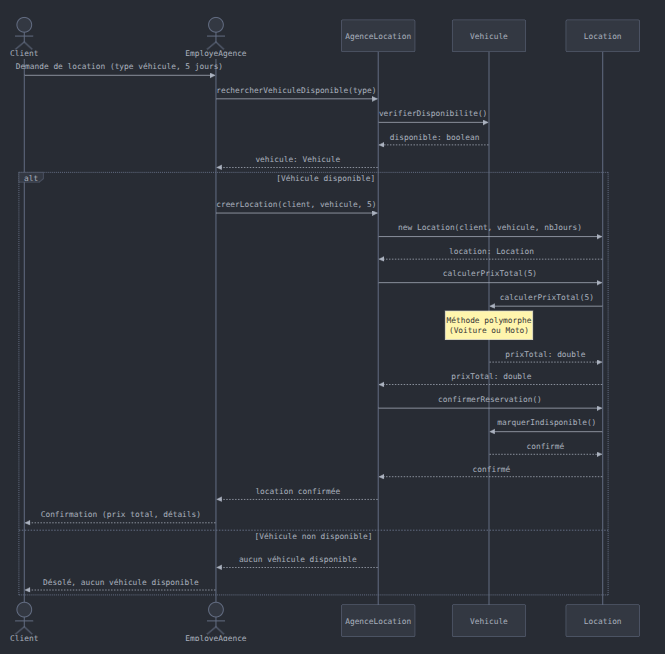 Client
EmployeAgence
AgenceLocation
Vehicule
Location
Demande de location (type véhicule, 5 jours)
rechercherVehiculeDisponible(type)
verifierDisponibilite()
disponible: boolean
vehicule: Vehicule
alt
[Véhicule disponible]
creerLocation(client, vehicule, 5)
new Location(client, vehicule, nbJours)
location: Location
calculerPrixTotal(5)
calculerPrixTotal(5)
Méthode polymorphe
(Voiture ou Moto)
prixTotal: double
prixTotal: double
confirmerReservation()
marquerIndisponible()
confirmé
confirmé
location confirmée
Confirmation (prix total, détails)
[Véhicule non disponible]
aucun véhicule disponible
Désolé, aucun véhicule disponible
Client
EmployeAgence
AgenceLocation
Vehicule
Location